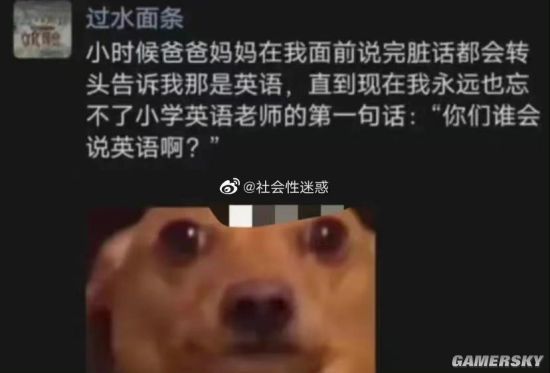 过水面条
小时候爸爸妈妈在我面前说完脏话都会转
头告诉我那是英语，直到现在我永远也忘
不了小学英语老师的第一句话：“你们谁会
说英语啊？”
@社会性迷惑
GAMERSKY